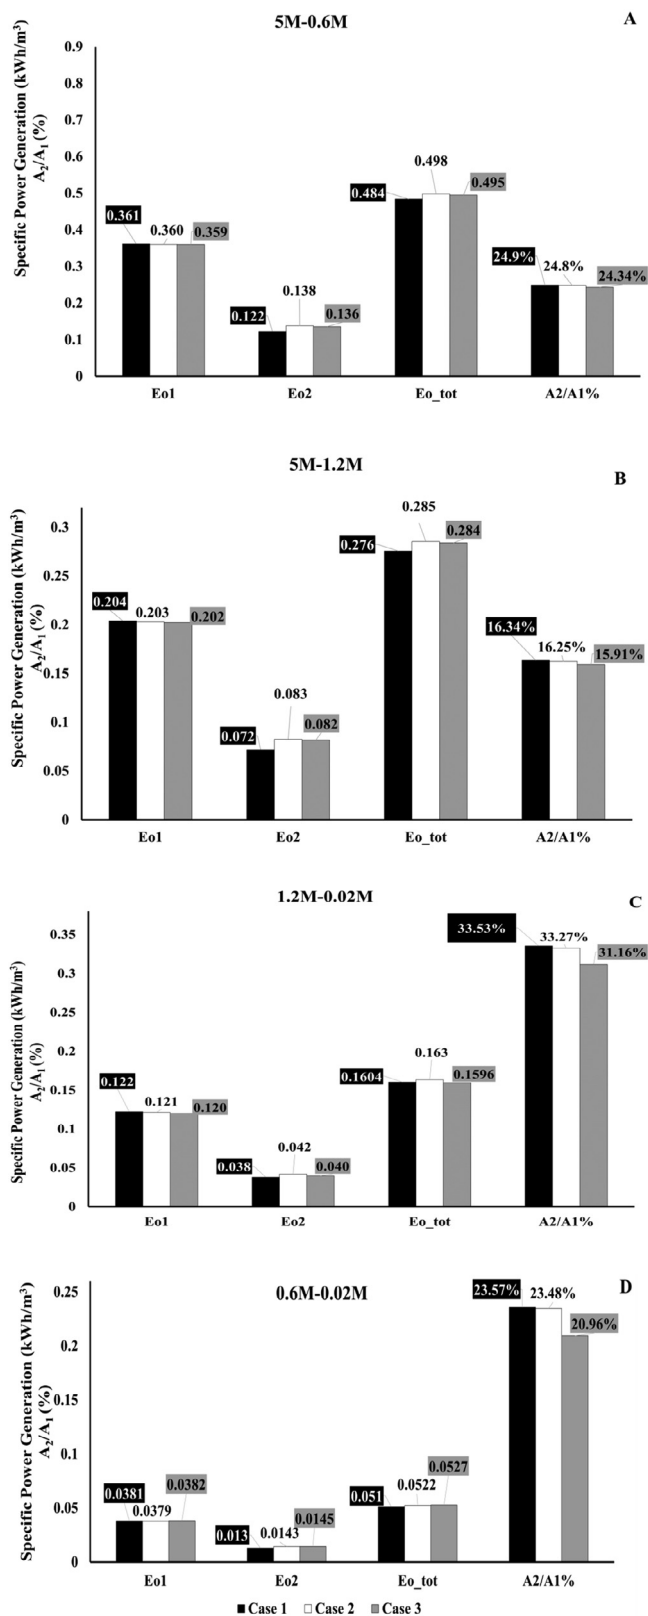 5M-0.6M
A
Specific Power Generation (kWh/m³)
A₂/A₁ (%)
0.9
0.8
0.7
0.6
0.5
0.4
0.3
0.2
0.1
0
0.361
0.360
0.359
0.122
0.138
0.136
0.484
0.498
0.495
24.9%
24.8%
24.34%
Eo1
Eo2
Eo_tot
A2/A1%
5M-1.2M
B
Specific Power Generation (kWh/m³)
A₂/A₁ (%)
0.3
0.25
0.2
0.15
0.1
0.05
0
0.204
0.203
0.202
0.072
0.083
0.082
0.276
0.285
0.284
16.34%
16.25%
15.91%
Eo1
Eo2
Eo_tot
A2/A1%
1.2M-0.02M
C
Specific Power Generation (kWh/m³)
A₂/A₁ (%)
0.35
0.3
0.25
0.2
0.15
0.1
0.05
0
0.122
0.121
0.120
0.038
0.042
0.040
0.1604
0.163
0.1596
33.53%
33.27%
31.16%
Eo1
Eo2
Eo_tot
A2/A1%
0.6M-0.02M
D
Specific Power Generation (kWh/m³)
A₂/A₁ (%)
0.25
0.2
0.15
0.1
0.05
0
0.0381
0.0379
0.0382
0.013
0.0143
0.0145
0.051
0.0522
0.0527
23.57%
23.48%
20.96%
Eo1
Eo2
Eo_tot
A2/A1%
Case 1 Case 2 Case 3